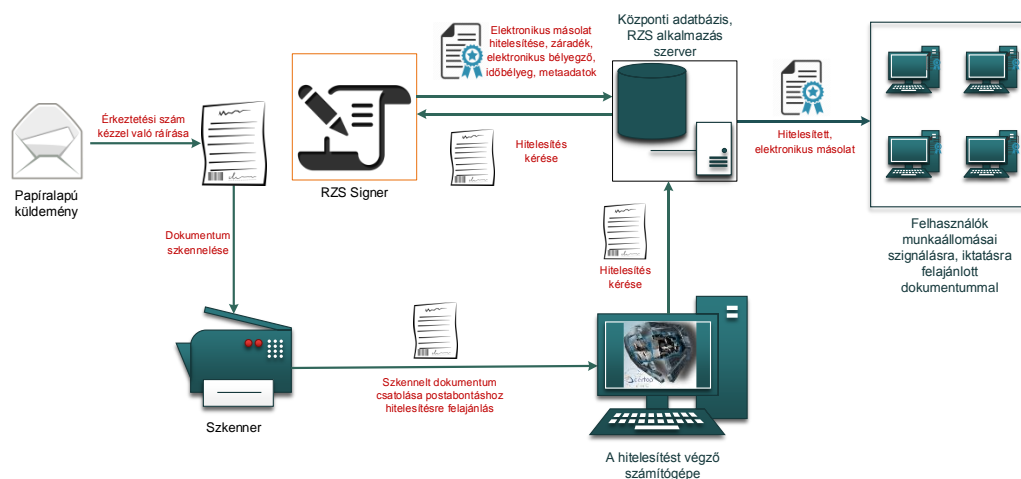 Papíralapú
küldemény
Érkeztetési szám
kézzel való ráírása
Dokumentum
szkennelése
Szkenner
Szkennelt dokumentum
csatolása postabontáshoz
hitelesítésre felajánlás
A hitelesítést végző
számítógépe
Hitelesítés
kérése
Központi adatbázis,
RZS alkalmazás
szerver
Hitelesítés
kérése
RZS Signer
Elektronikus másolat
hitelesítése, záradék,
elektronikus bélyegző,
időbélyeg, metaadatok
Hitelesített,
elektronikus másolat
Felhasználók
munkaállomásai
szignálásra, iktatásra
felajánlott
dokumentummal